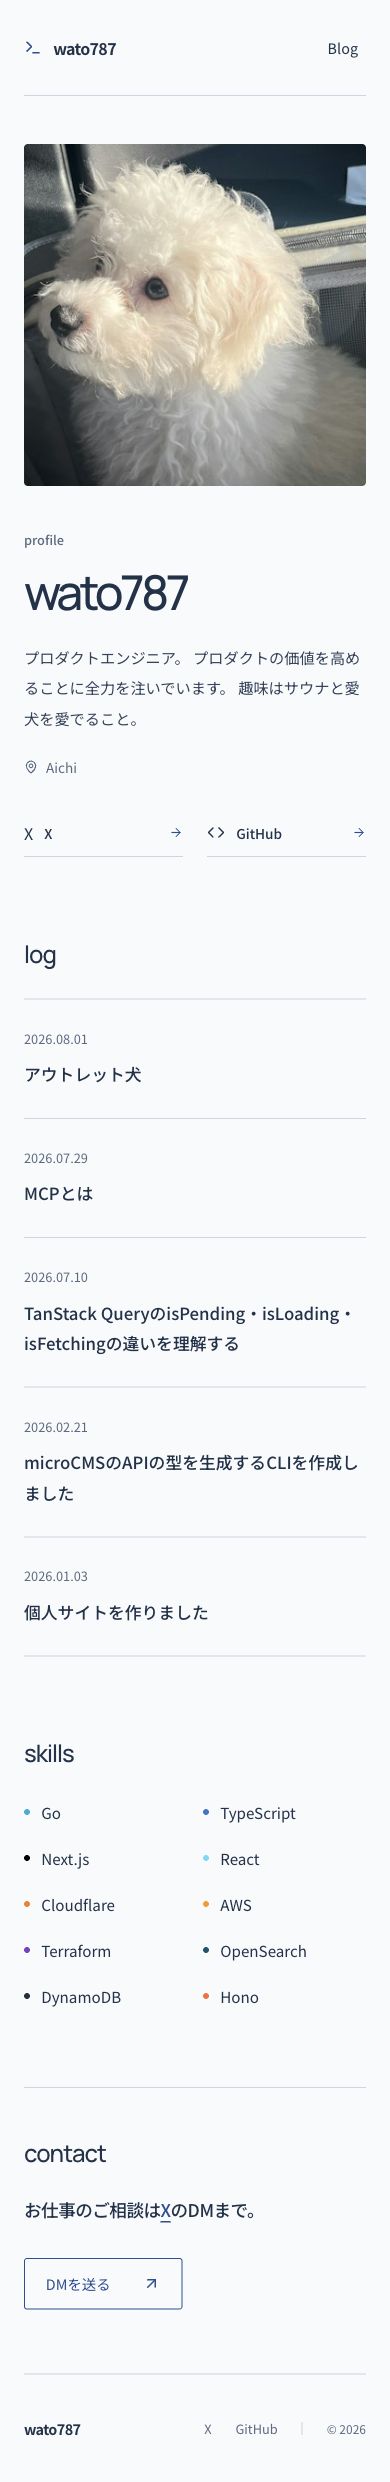 wato787
Blog
profile
wato787
プロダクトエンジニア。 プロダクトの価値を高め
ることに全力を注いでいます。 趣味はサウナと愛
犬を愛でること。
Aichi
X X
GitHub
log
2026.08.01
アウトレット犬
2026.07.29
MCPとは
2026.07.10
TanStack QueryのisPending・isLoading・
isFetchingの違いを理解する
2026.02.21
microCMSのAPIの型を生成するCLIを作成し
ました
2026.01.03
個人サイトを作りました
skills
Go
TypeScript
Next.js
React
Cloudflare
AWS
Terraform
OpenSearch
DynamoDB
Hono
contact
お仕事のご相談はXのDMまで。
DMを送る
wato787
X GitHub © 2026